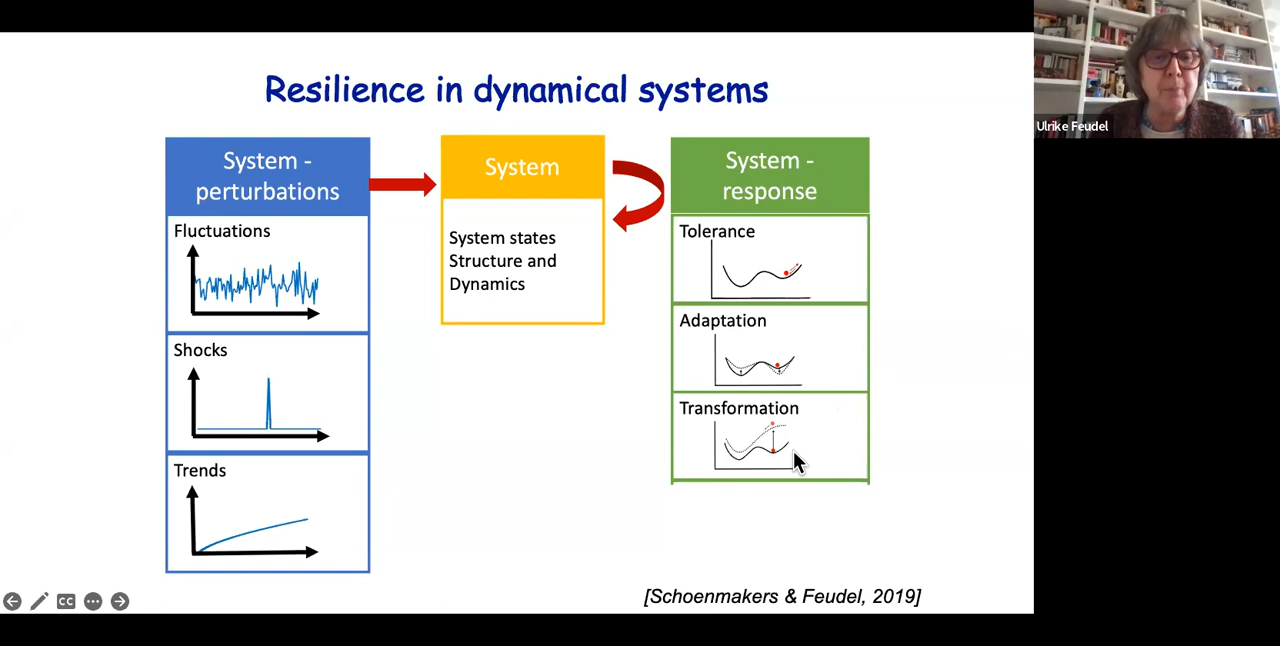 Resilience in dynamical systems
System -
perturbations
Fluctuations
Shocks
Trends
System
System states
Structure and
Dynamics
System -
response
Tolerance
Adaptation
Transformation
[Schoenmakers & Feudel, 2019]
CC
Ulrike Feudel